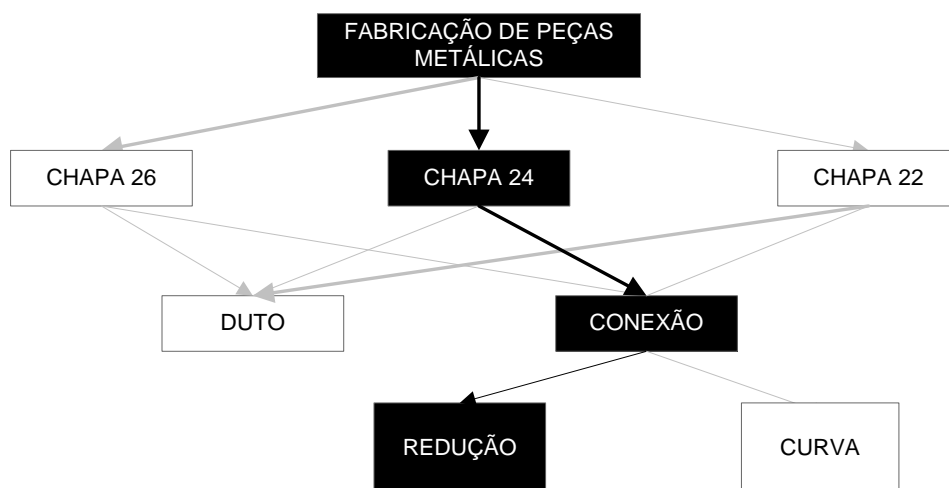 FABRICAÇÃO DE PEÇAS
METÁLICAS
CHAPA 26
CHAPA 24
CHAPA 22
DUTO
CONEXÃO
REDUÇÃO
CURVA